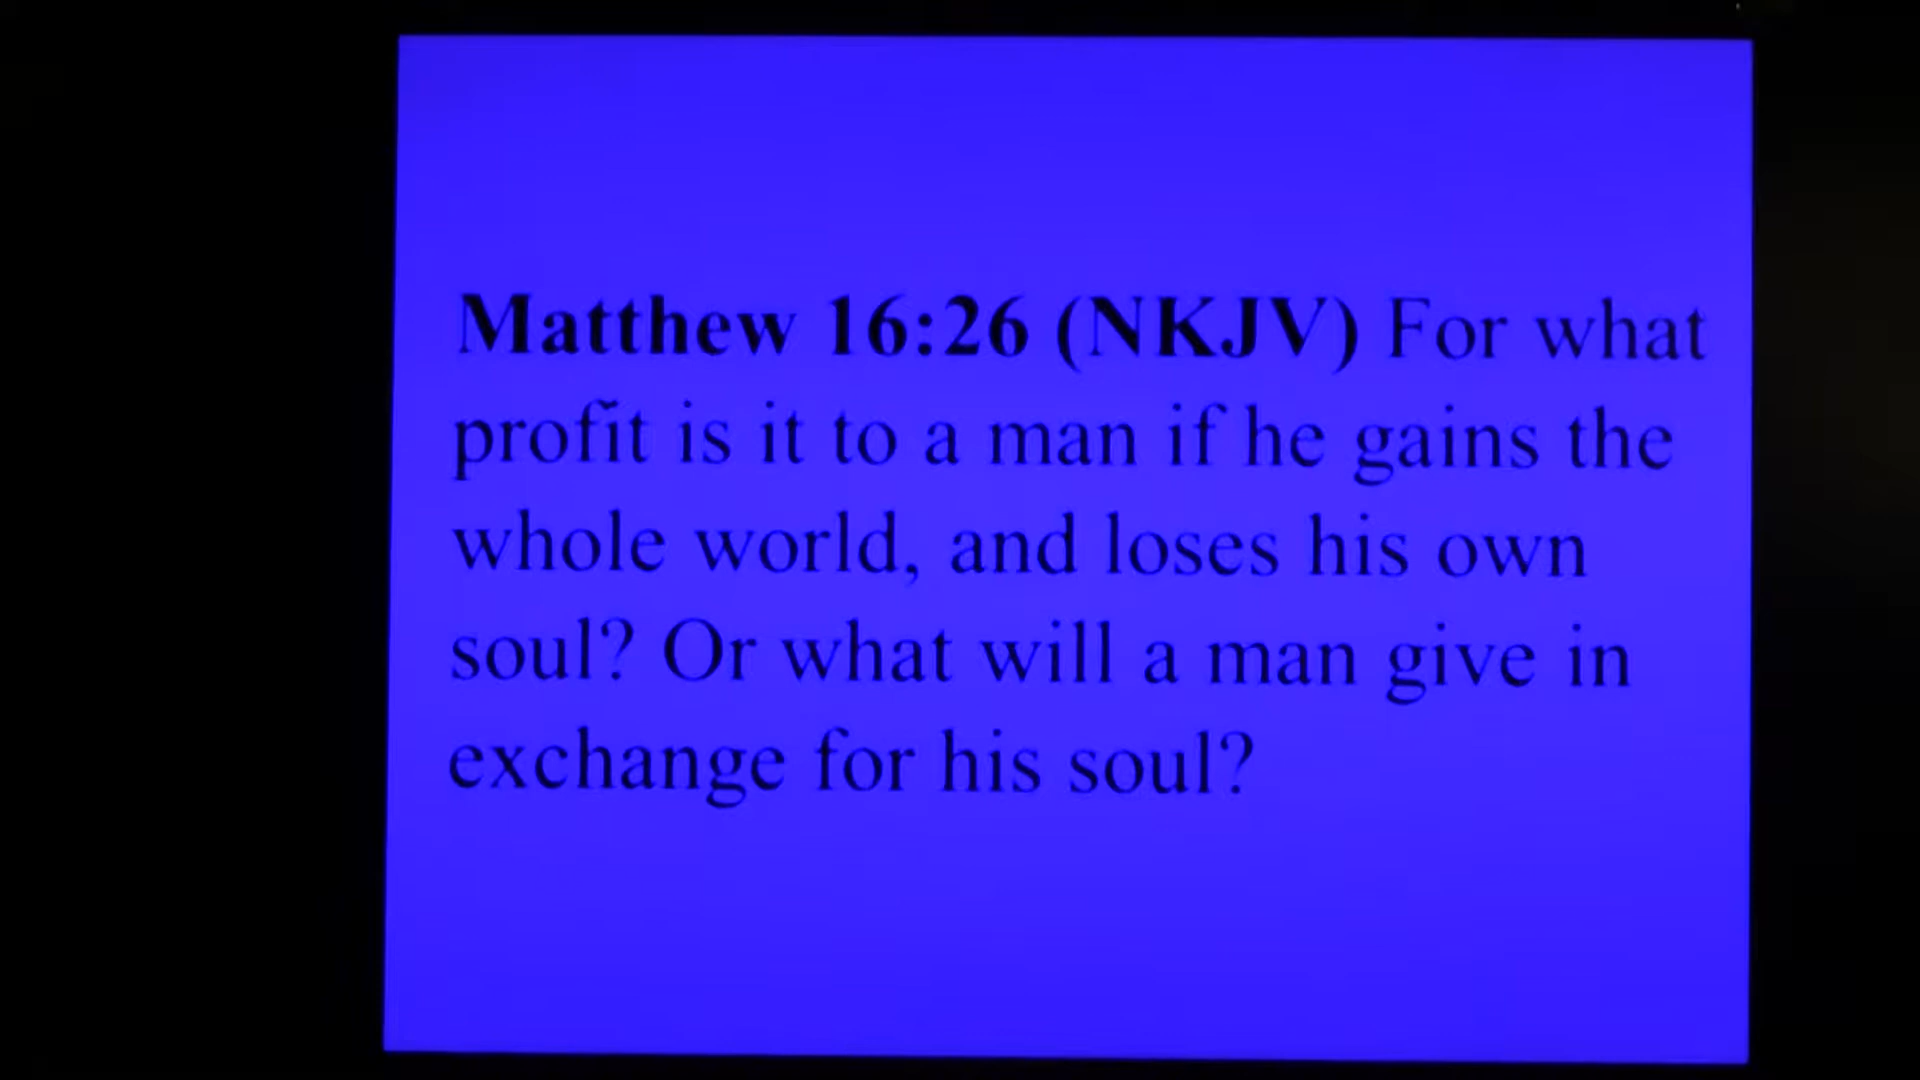 Matthew 16:26 (NKJV) For what
profit is it to a man if he gains the
whole world, and loses his own
soul? Or what will a man give in
exchange for his soul?